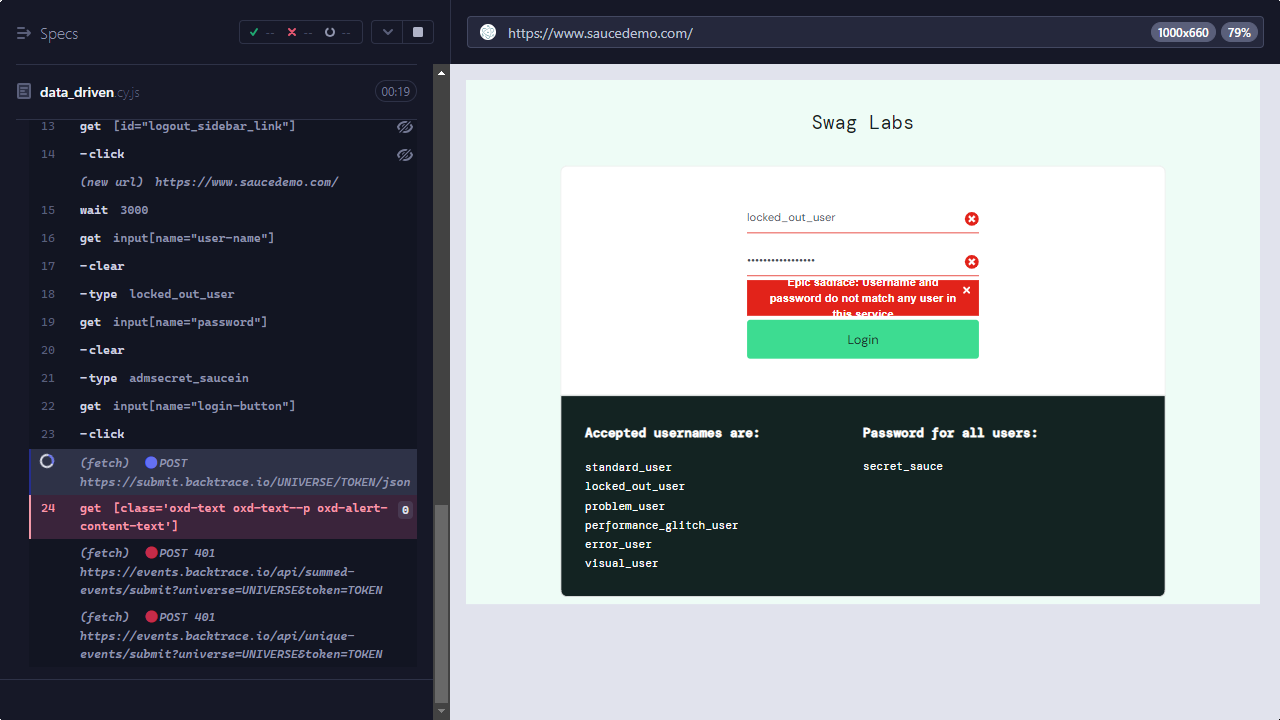 Specs
-- -- --
https://www.saucedemo.com/
1000x660
79%
data_driven.cy.js
00:19
13 get [id="logout_sidebar_link"]
14 -click
(new url) https://www.saucedemo.com/
15 wait 3000
16 get input[name="user-name"]
17 -clear
18 -type locked_out_user
19 get input[name="password"]
20 -clear
21 -type admsecret_saucein
22 get input[name="login-button"]
23 -click
(fetch) POST
https://submit.backtrace.io/UNIVERSE/TOKEN/json
24 get [class='oxd-text oxd-text--p oxd-alert-
content-text'] 0
(fetch) POST 401
https://events.backtrace.io/api/summed-
events/submit?universe=UNIVERSE&token=TOKEN
(fetch) POST 401
https://events.backtrace.io/api/unique-
events/submit?universe=UNIVERSE&token=TOKEN
Swag Labs
locked_out_user
Epic sadface: Username and
password do not match any user in
this service
Login
Accepted usernames are:
standard_user
locked_out_user
problem_user
performance_glitch_user
error_user
visual_user
Password for all users:
secret_sauce